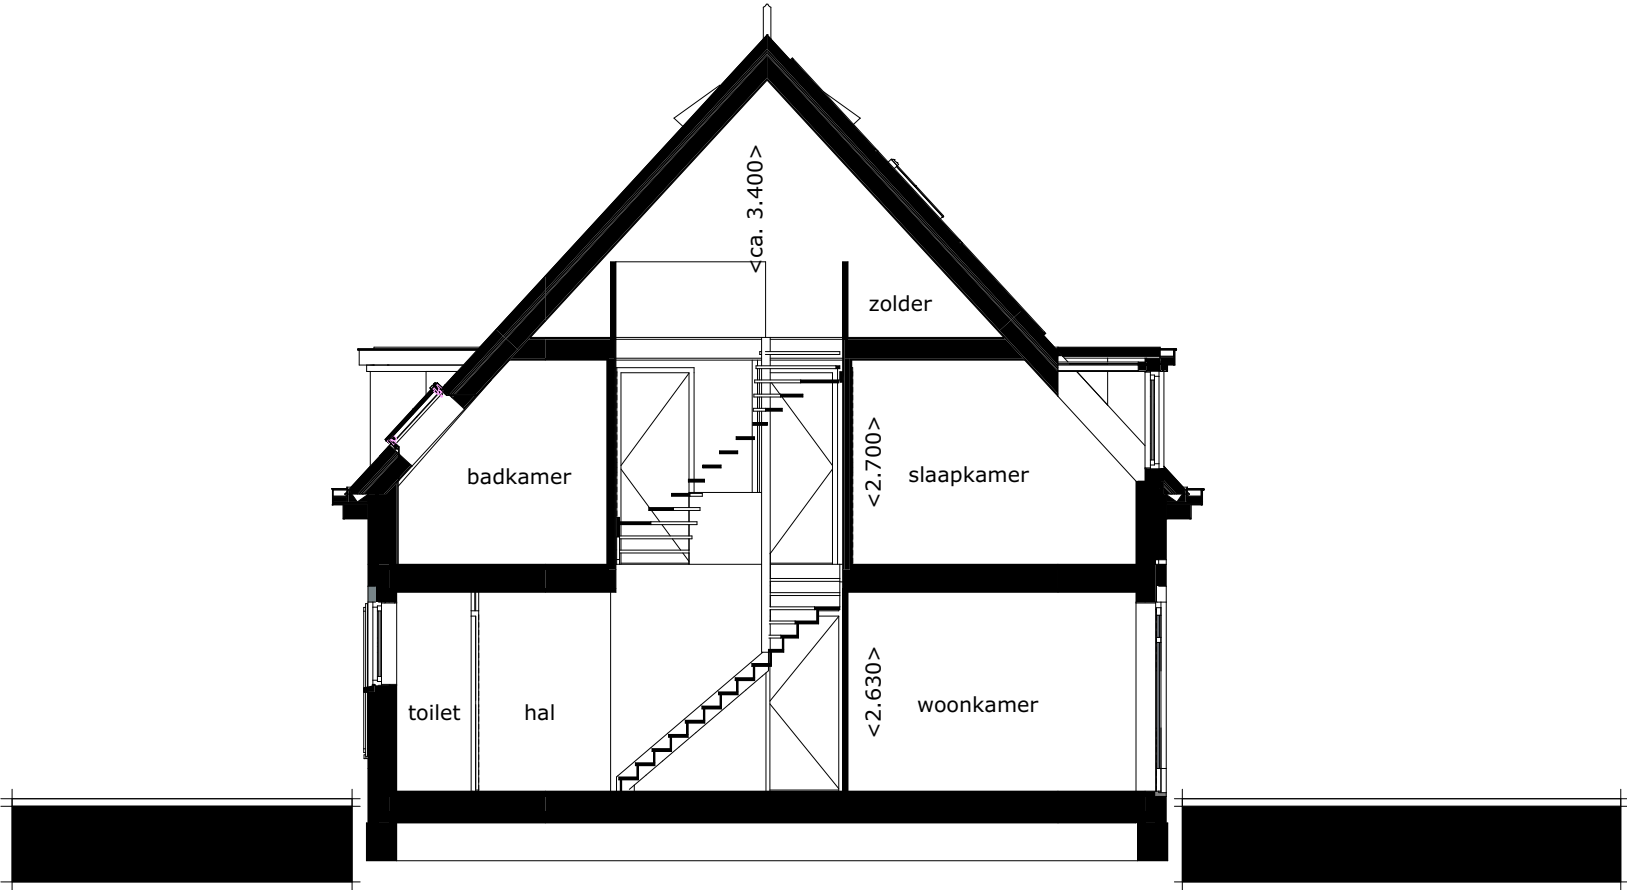 <ca. 3.400>
zolder
badkamer
<2.700>
slaapkamer
toilet
hal
<2.630>
woonkamer